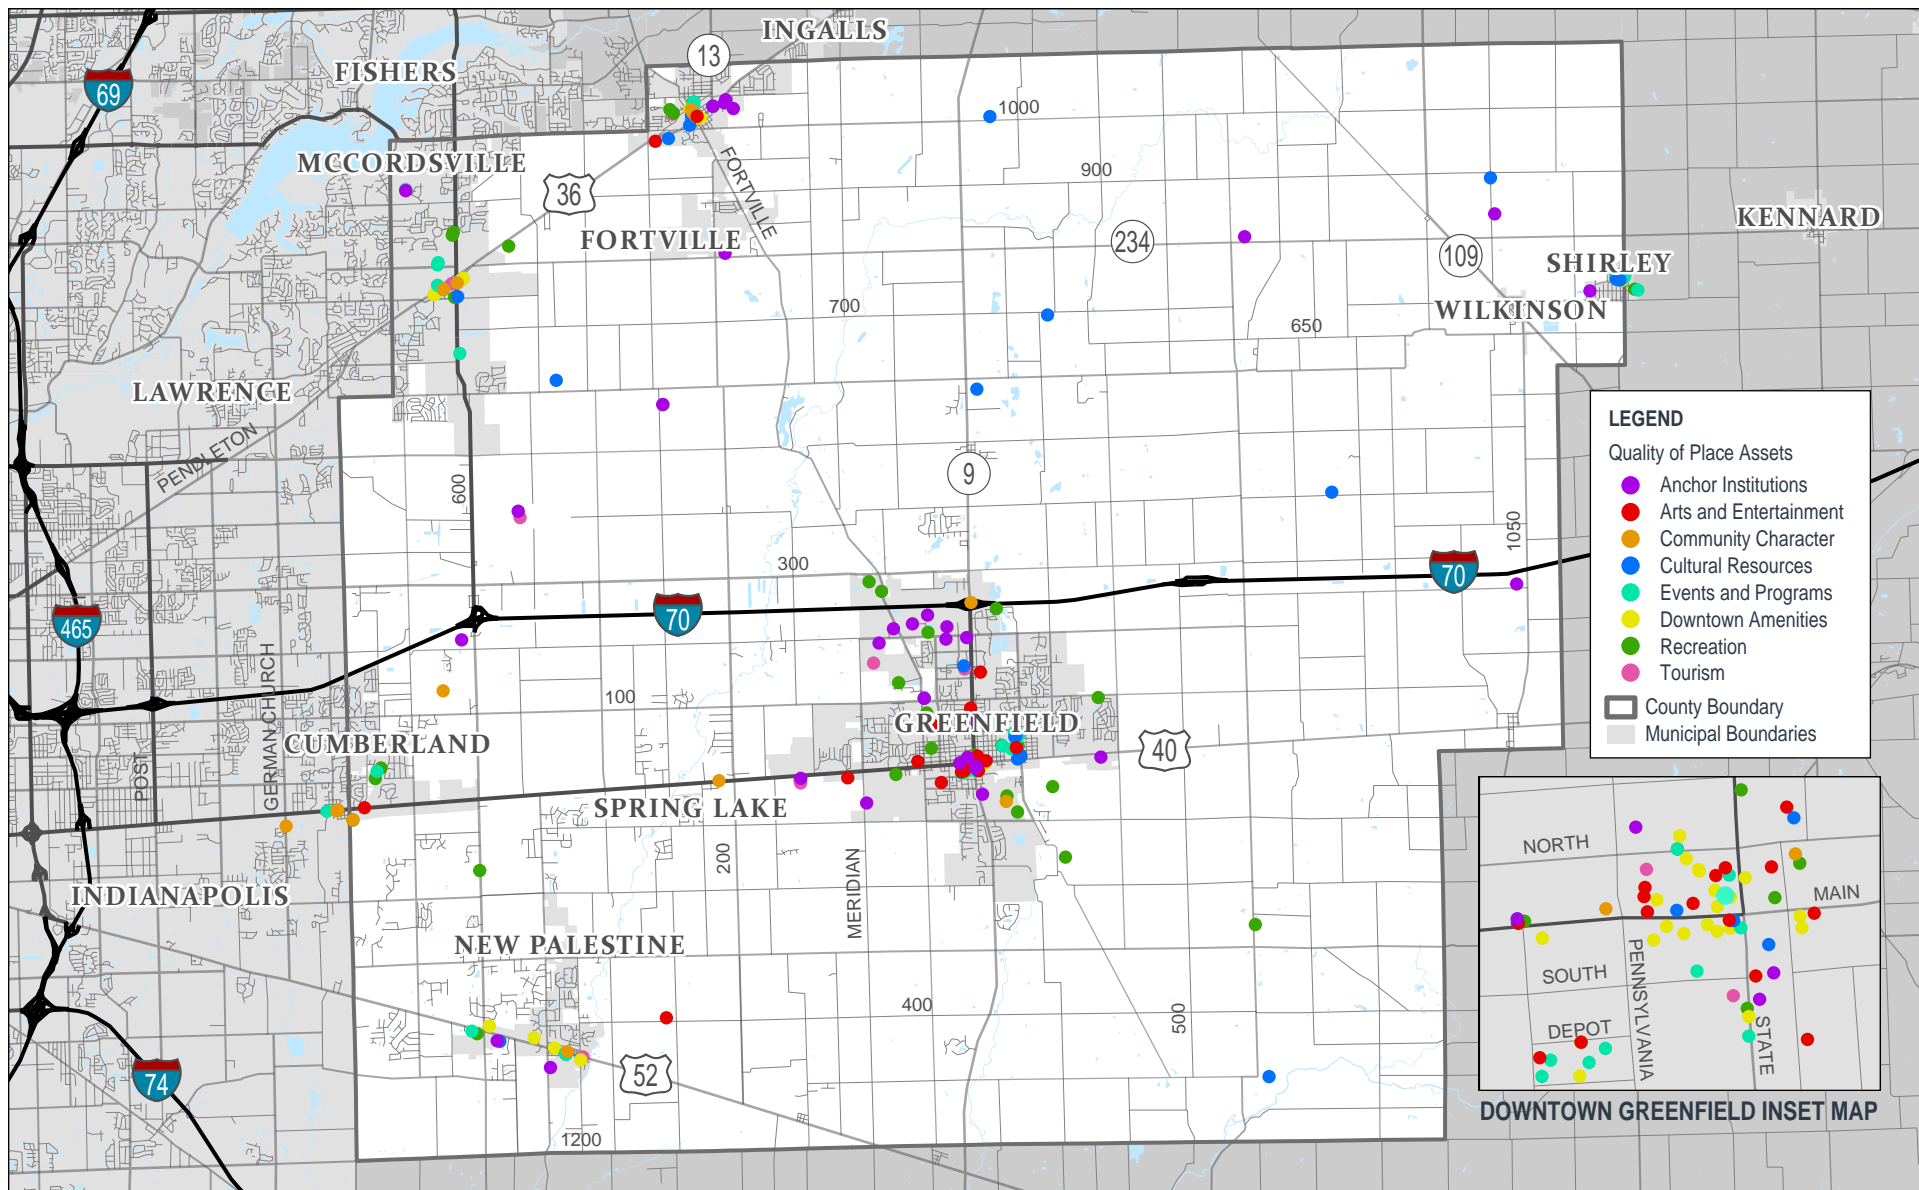 INGALLS
13
FISHERS
69
1000
MCCORDSVILLE
FORTVILLE
36
900
KENNARD
FORTVILLE
234
109
SHIRLEY
WILKINSON
700
650
LAWRENCE
PENDLETON
9
600
1050
300
70
70
465
GERMAN CHURCH
POST
100
GREENFIELD
40
CUMBERLAND
SPRING LAKE
200
MERIDIAN
INDIANAPOLIS
NEW PALESTINE
400
500
52
74
1200
LEGEND
Quality of Place Assets
Anchor Institutions
Arts and Entertainment
Community Character
Cultural Resources
Events and Programs
Downtown Amenities
Recreation
Tourism
County Boundary
Municipal Boundaries
NORTH
MAIN
SOUTH
PENNSYLVANIA
DEPOT
STATE
DOWNTOWN GREENFIELD INSET MAP